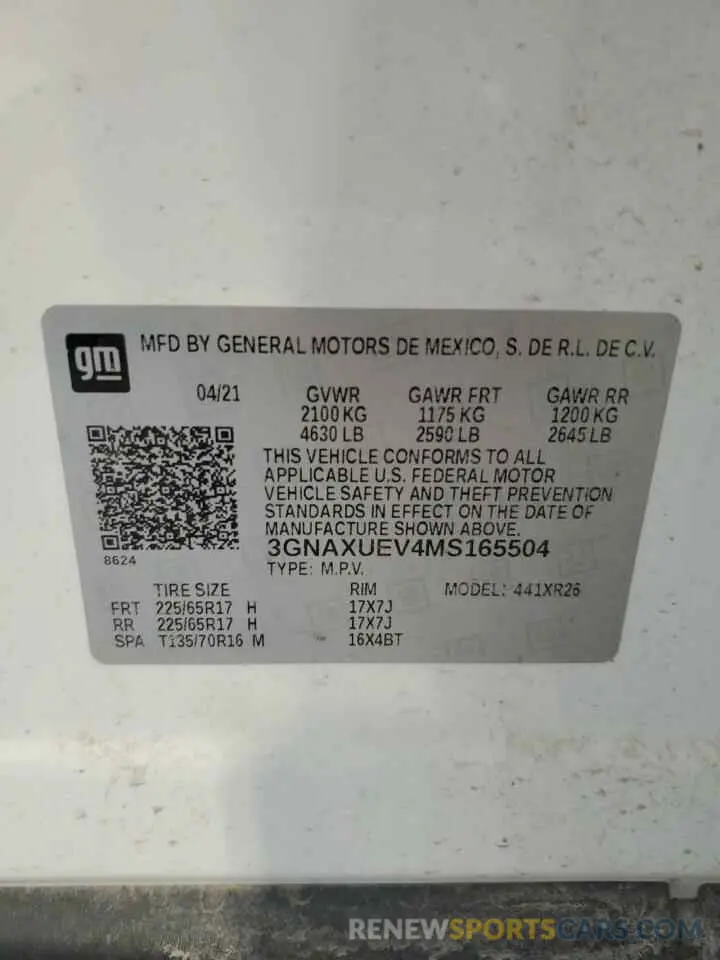 gm
MFD BY GENERAL MOTORS DE MEXICO, S. DE R.L. DE C.V.
04/21 GVWR GAWR FRT GAWR RR
2100 KG 1175 KG 1200 KG
4630 LB 2590 LB 2645 LB
THIS VEHICLE CONFORMS TO ALL
APPLICABLE U.S. FEDERAL MOTOR
VEHICLE SAFETY AND THEFT PREVENTION
STANDARDS IN EFFECT ON THE DATE OF
MANUFACTURE SHOWN ABOVE.
8624 3GNAXUEV4MS165504
TYPE: M.P.V.
TIRE SIZE RIM MODEL: 441XR26
FRT 225/65R17 H 17X7J
RR 225/65R17 H 17X7J
SPA T135/70R16 M 16X4BT
RENEWSPORTSCARS.COM